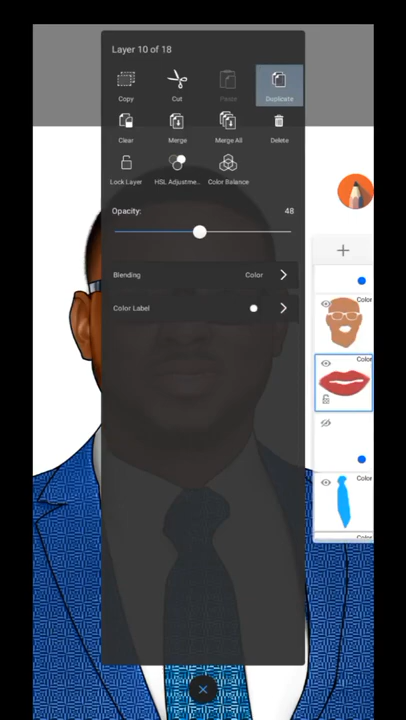 Layer 10 of 18
Copy
Cut
Paste
Duplicate
Clear
Merge
Merge All
Delete
Lock Layer
HSL Adjustme..
Color Balance
Opacity:
48
Blending
Color
Color Label
Color
Color
Color